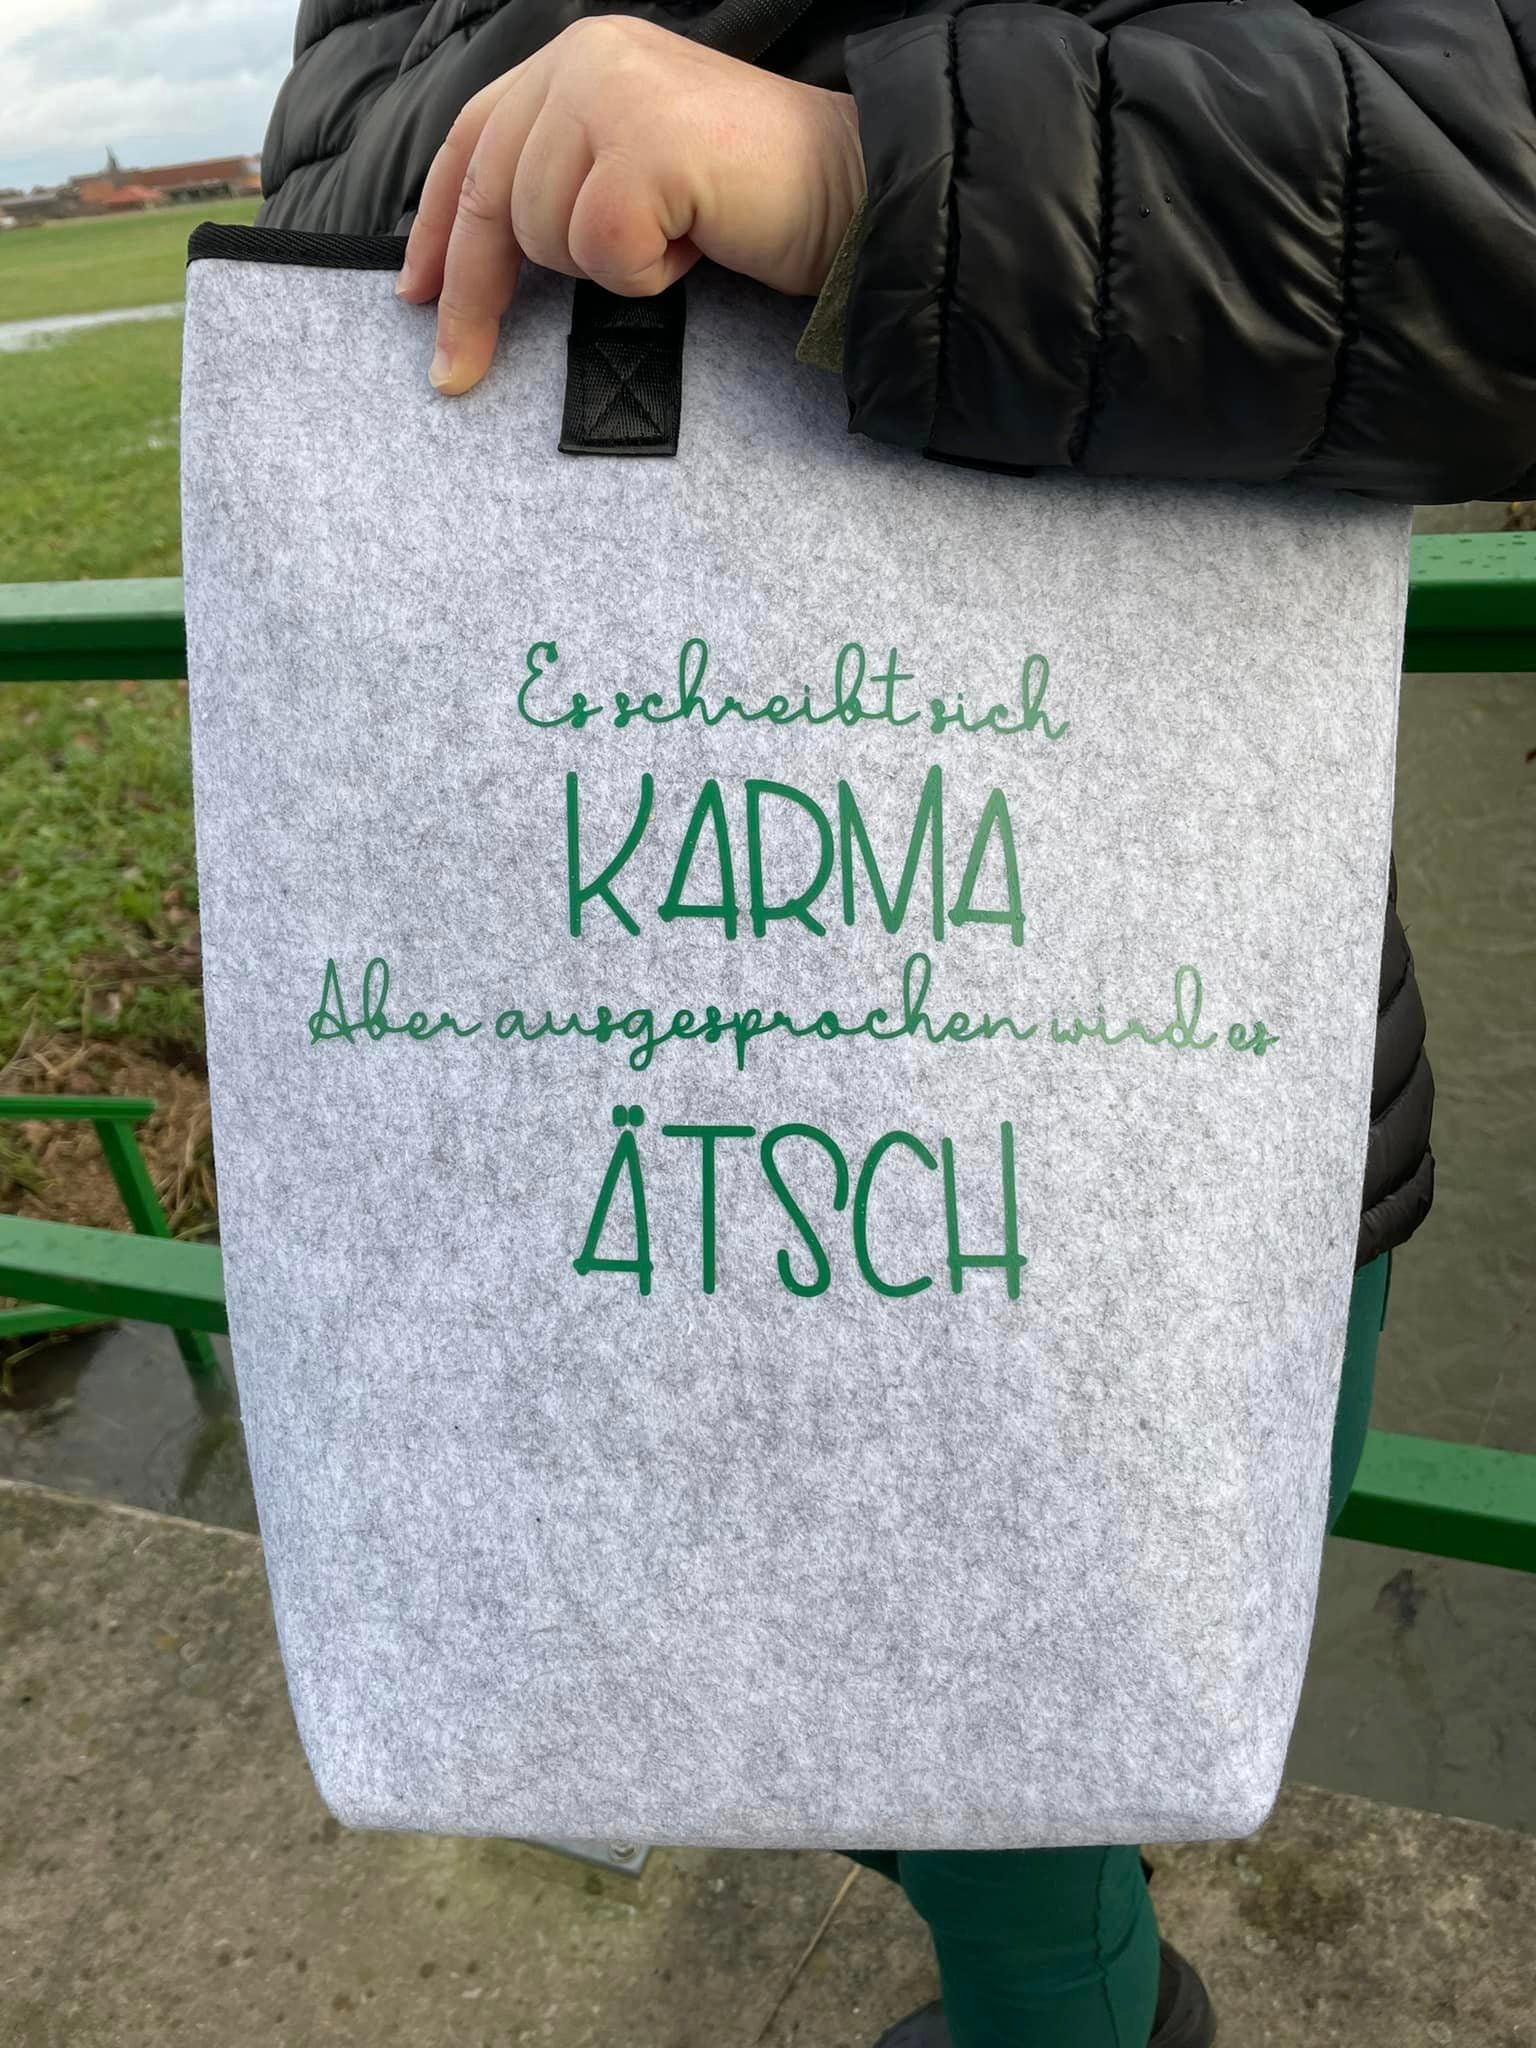 Es schreibt sich
KARMA
Aber ausgesprochen wird es
ÄTSCH